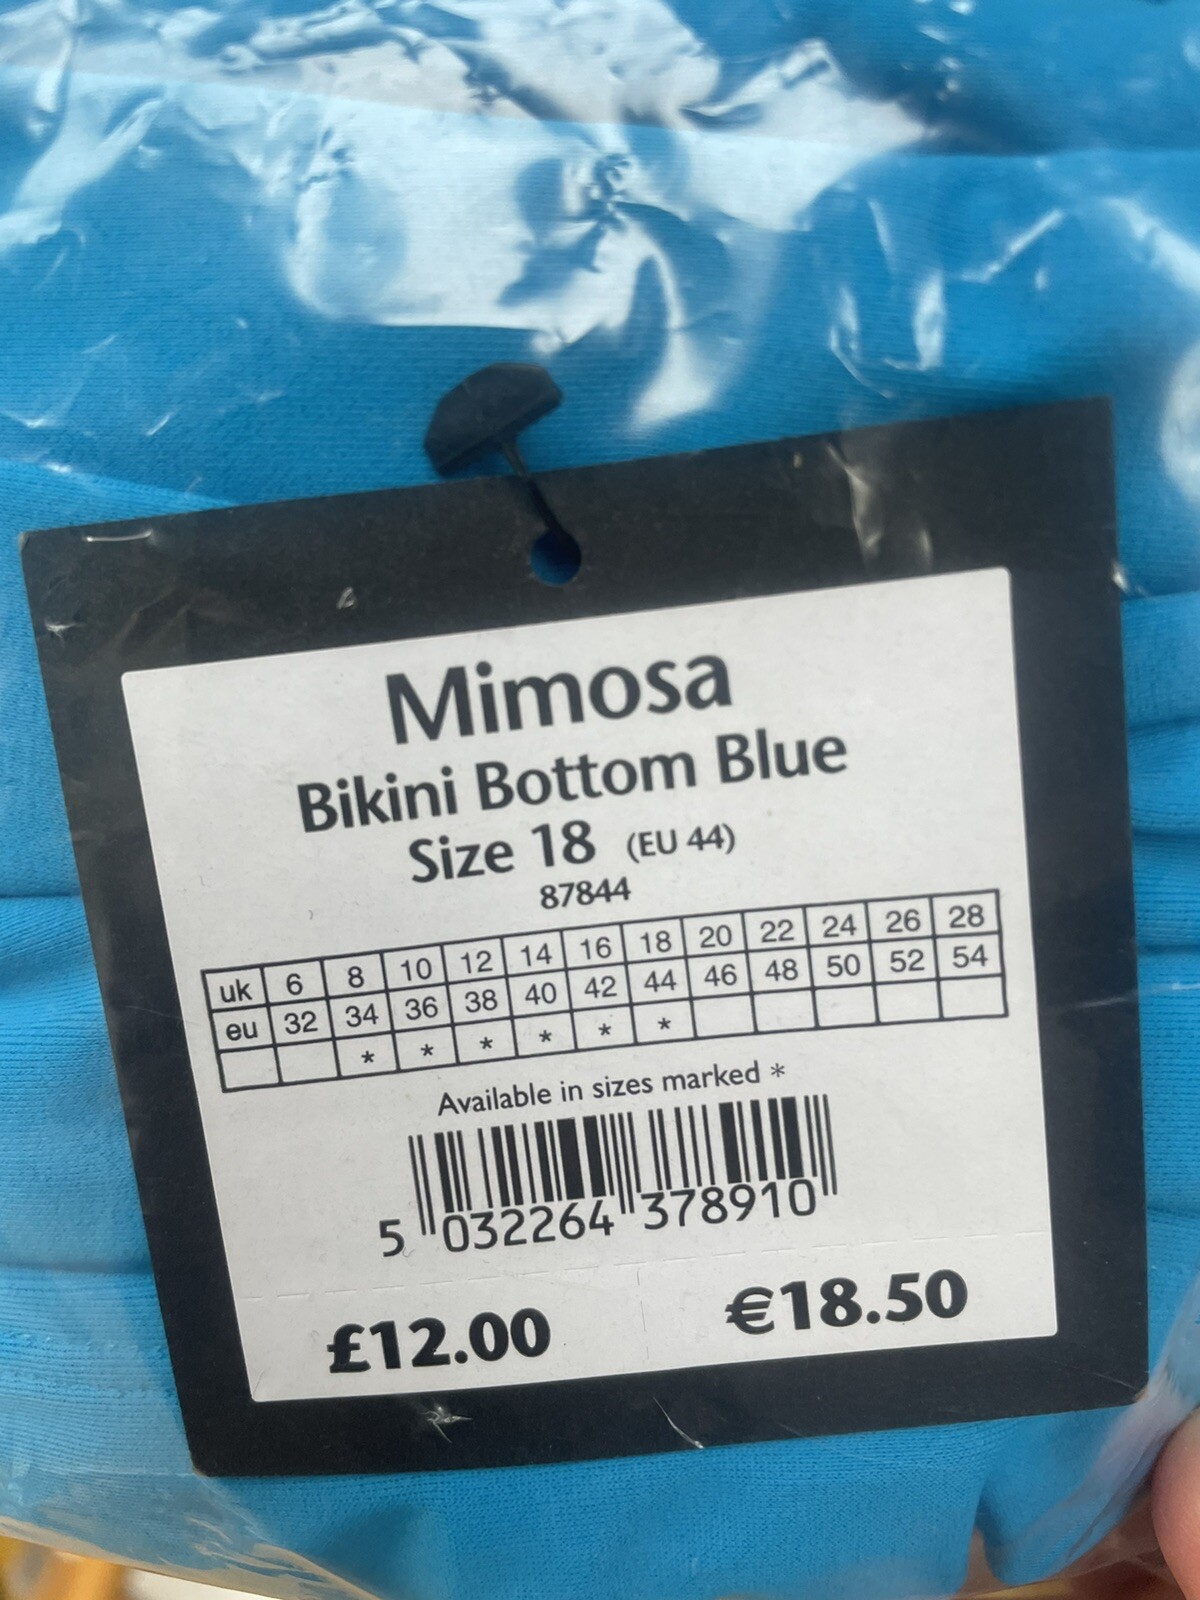 Mimosa
Bikini Bottom Blue
Size 18 (EU 44)
87844
uk 6 8 10 12 14 16 18 20 22 24 26 28
eu 32 34 36 38 40 42 44 46 48 50 52 54
* * * * * *
Available in sizes marked *
5 032264 378910
£12.00 €18.50